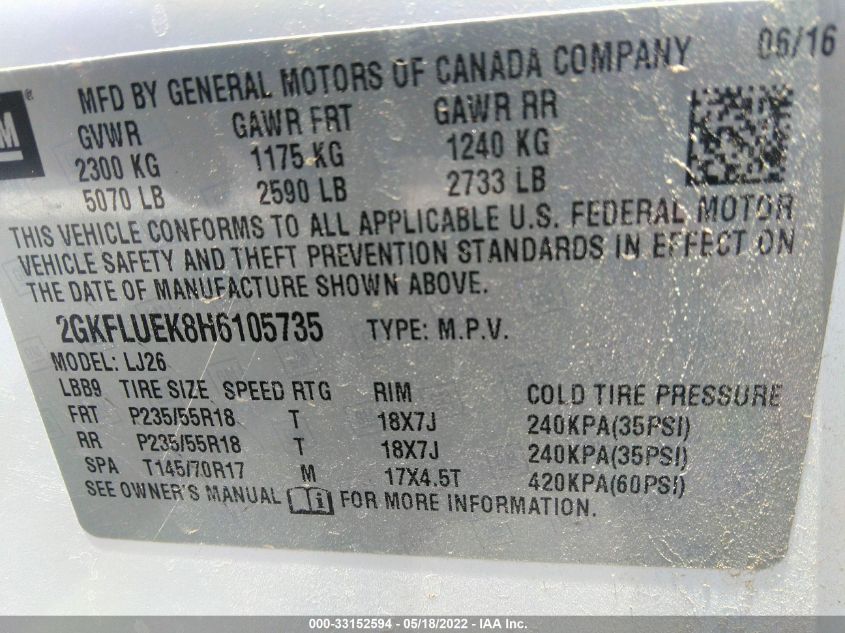 06/16
MFD BY GENERAL MOTORS OF CANADA COMPANY
GVWR GAWR FRT GAWR RR
2300 KG 1175 KG 1240 KG
5070 LB 2590 LB 2733 LB
THIS VEHICLE CONFORMS TO ALL APPLICABLE U.S. FEDERAL MOTOR
VEHICLE SAFETY AND THEFT PREVENTION STANDARDS IN EFFECT ON
THE DATE OF MANUFACTURE SHOWN ABOVE.
2GKFLUEK8H6105735 TYPE: M.P.V.
MODEL: LJ26
LBB9 TIRE SIZE SPEED RTG RIM COLD TIRE PRESSURE
FRT P235/55R18 T 18X7J 240KPA(35PSI)
RR P235/55R18 T 18X7J 240KPA(35PSI)
SPA T145/70R17 M 17X4.5T 420KPA(60PSI)
SEE OWNER'S MANUAL i FOR MORE INFORMATION.
000-33152594 - 05/18/2022 - IAA Inc.